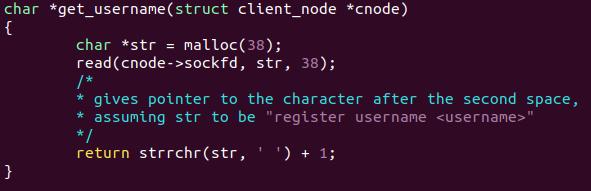 char *get_username(struct client_node *cnode)
{
        char *str = malloc(38);
        read(cnode->sockfd, str, 38);
        /*
        * gives pointer to the character after the second space,
        * assuming str to be "register username <username>"
        */
        return strrchr(str, ' ') + 1;
}